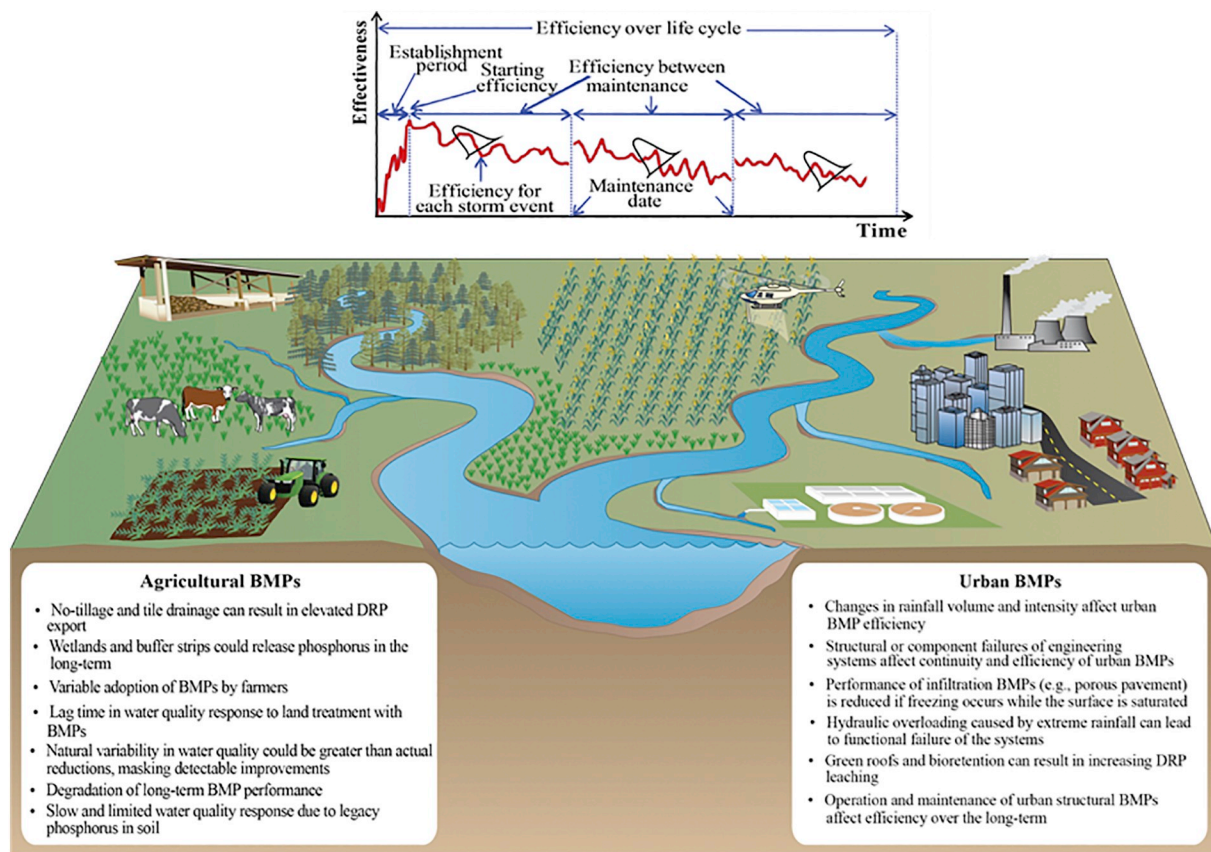 Efficiency over life cycle
Establishment
period
Starting
efficiency
Efficiency between
maintenance
Effectiveness
Efficiency for
each storm event
Maintenance
date
Time
Agricultural BMPs
• No-tillage and tile drainage can result in elevated DRP
export
• Wetlands and buffer strips could release phosphorus in the
long-term
• Variable adoption of BMPs by farmers
• Lag time in water quality response to land treatment with
BMPs
• Natural variability in water quality could be greater than actual
reductions, masking detectable improvements
• Degradation of long-term BMP performance
• Slow and limited water quality response due to legacy
phosphorus in soil
Urban BMPs
• Changes in rainfall volume and intensity affect urban
BMP efficiency
• Structural or component failures of engineering
systems affect continuity and efficiency of urban BMPs
• Performance of infiltration BMPs (e.g., porous pavement)
is reduced if freezing occurs while the surface is saturated
• Hydraulic overloading caused by extreme rainfall can lead
to functional failure of the systems
• Green roofs and bioretention can result in increasing DRP
leaching
• Operation and maintenance of urban structural BMPs
affect efficiency over the long-term